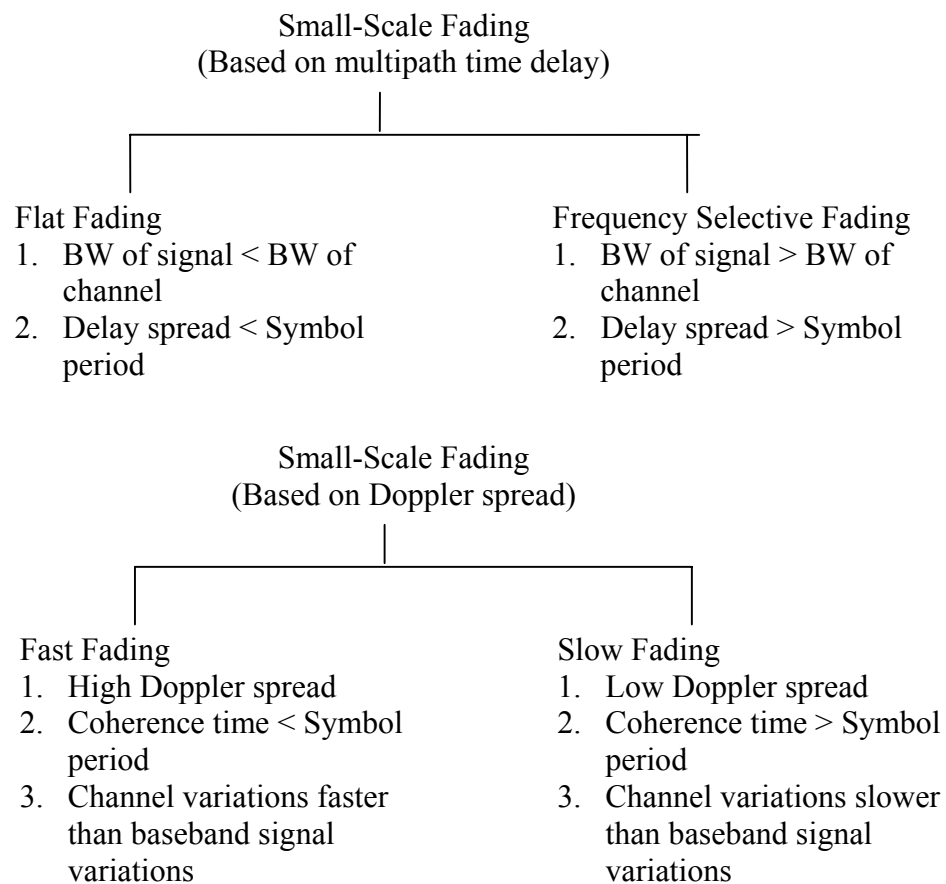 Small-Scale Fading
(Based on multipath time delay)
Flat Fading
1. BW of signal < BW of
channel
2. Delay spread < Symbol
period
Frequency Selective Fading
1. BW of signal > BW of
channel
2. Delay spread > Symbol
period
Small-Scale Fading
(Based on Doppler spread)
Fast Fading
1. High Doppler spread
2. Coherence time < Symbol
period
3. Channel variations faster
than baseband signal
variations
Slow Fading
1. Low Doppler spread
2. Coherence time > Symbol
period
3. Channel variations slower
than baseband signal
variations